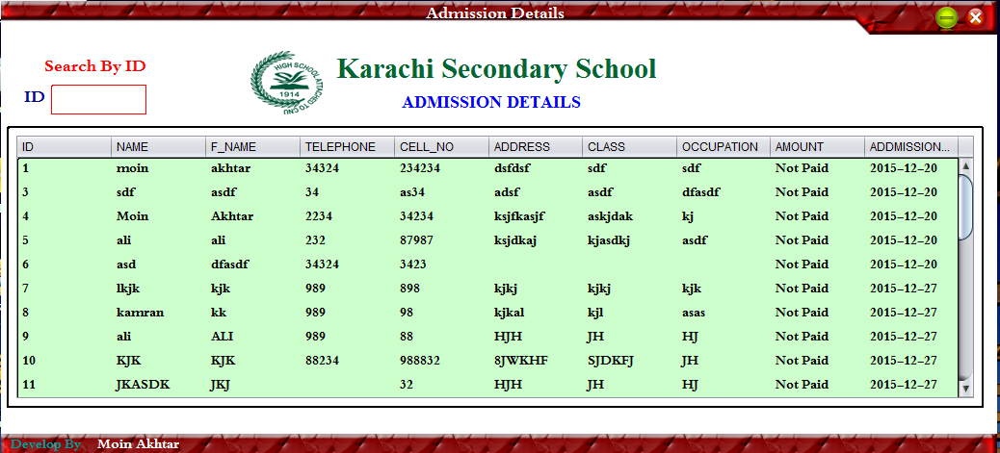 Admission Details
Search By ID
ID
HIGH SCHOOL ATTACHED TO CNU
1914
Karachi Secondary School
ADMISSION DETAILS
ID NAME F_NAME TELEPHONE CELL_NO ADDRESS CLASS OCCUPATION AMOUNT ADDMISSION...
1 moin akhtar 34324 234234 dsfdsf sdf sdf Not Paid 2015-12-20
3 sdf asdf 34 as34 adsf asdf dfasdf Not Paid 2015-12-20
4 Moin Akhtar 2234 34234 ksjfkasjf askjdak kj Not Paid 2015-12-20
5 ali ali 232 87987 ksjdkaj kjasdkj asdf Not Paid 2015-12-20
6 asd dfasdf 34324 3423 Not Paid 2015-12-20
7 lkjk kjk 989 898 kjkj kjkj kjk Not Paid 2015-12-27
8 kamran kk 989 98 kjkal kjl asas Not Paid 2015-12-27
9 ali ALI 989 88 HJH JH HJ Not Paid 2015-12-27
10 KJK KJK 88234 988832 8JWKHF SJDKFJ JH Not Paid 2015-12-27
11 JKASDK JKJ 32 HJH JH HJ Not Paid 2015-12-27
Develop By Moin Akhtar